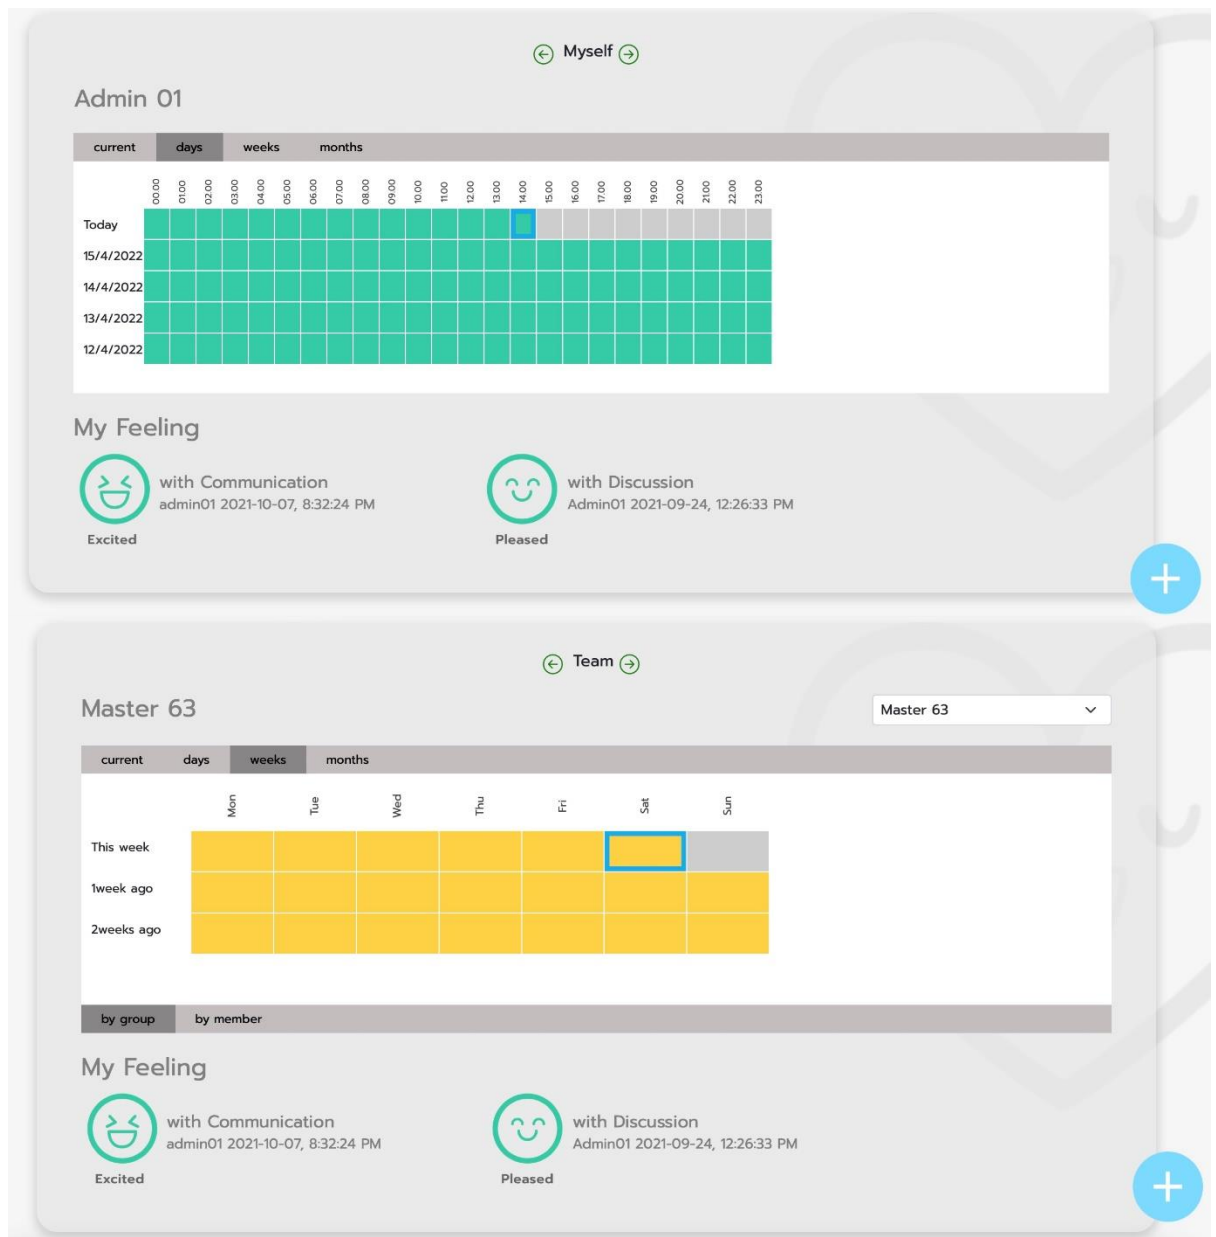 Myself
Admin 01
current days weeks months
00.00 01.00 02.00 03.00 04.00 05.00 06.00 07.00 08.00 09.00 10.00 11.00 12.00 13.00 14.00 15.00 16.00 17.00 18.00 19.00 20.00 21.00 22.00 23.00
Today
15/4/2022
14/4/2022
13/4/2022
12/4/2022
My Feeling
with Communication
admin01 2021-10-07, 8:32:24 PM
Excited
with Discussion
Admin01 2021-09-24, 12:26:33 PM
Pleased
Team
Master 63
Master 63
current days weeks months
Mon Tue Wed Thu Fri Sat Sun
This week
1week ago
2weeks ago
by group by member
My Feeling
with Communication
admin01 2021-10-07, 8:32:24 PM
Excited
with Discussion
Admin01 2021-09-24, 12:26:33 PM
Pleased